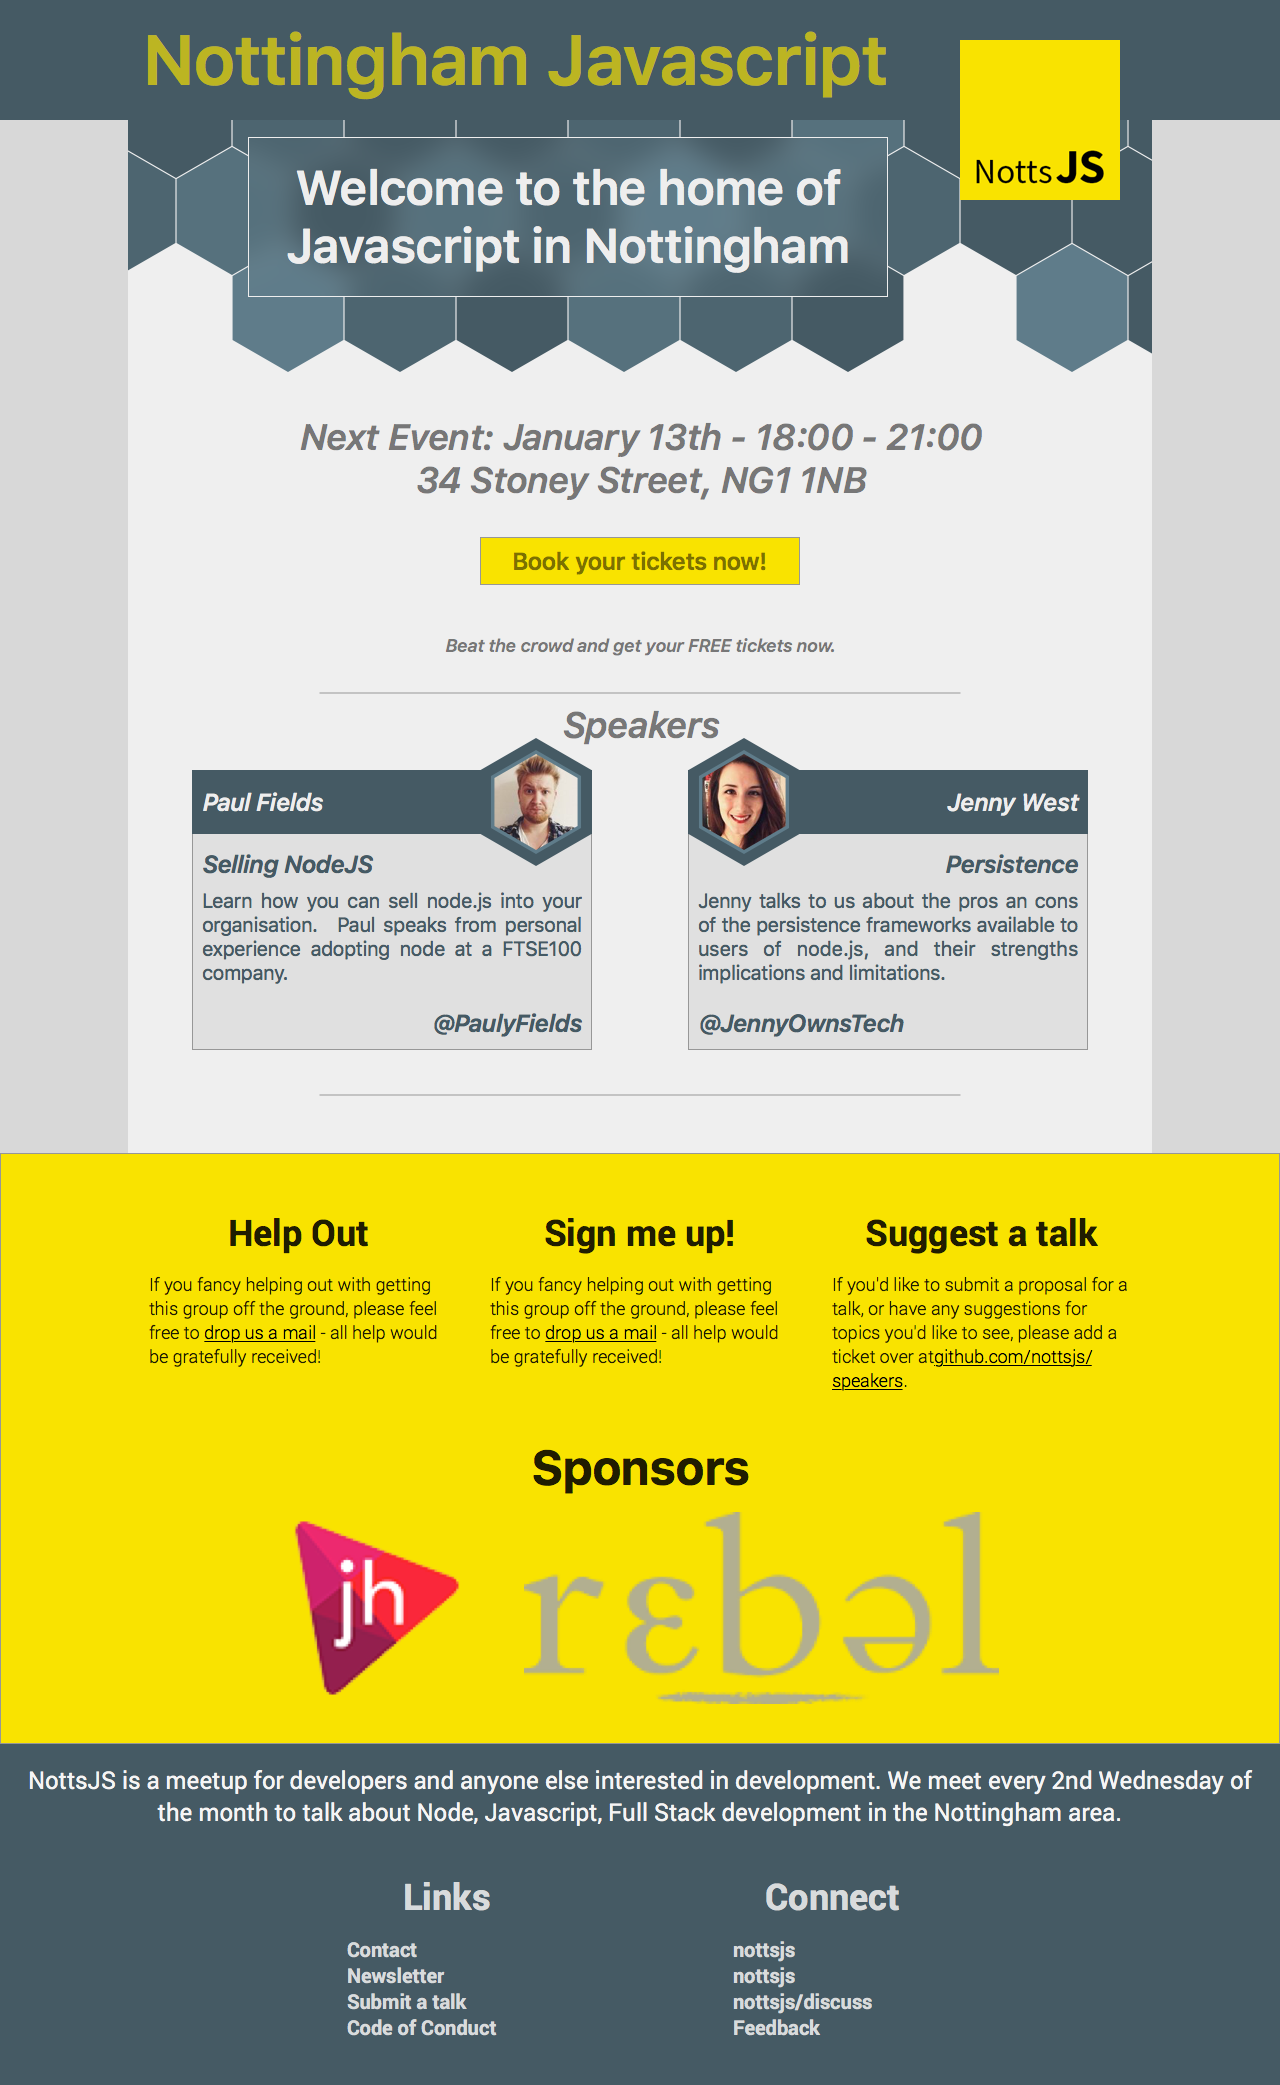 Nottingham Javascript
Notts JS
Welcome to the home of
Javascript in Nottingham
Next Event: January 13th - 18:00 - 21:00
34 Stoney Street, NG1 1NB
Book your tickets now!
Beat the crowd and get your FREE tickets now.
Speakers
Paul Fields
Selling NodeJS
Learn how you can sell node.js into your
organisation. Paul speaks from personal
experience adopting node at a FTSE100
company.
@PaulyFields
Jenny West
Persistence
Jenny talks to us about the pros an cons
of the persistence frameworks available to
users of node.js, and their strengths
implications and limitations.
@JennyOwnsTech
Help Out
If you fancy helping out with getting
this group off the ground, please feel
free to drop us a mail - all help would
be gratefully received!
Sign me up!
If you fancy helping out with getting
this group off the ground, please feel
free to drop us a mail - all help would
be gratefully received!
Suggest a talk
If you'd like to submit a proposal for a
talk, or have any suggestions for
topics you'd like to see, please add a
ticket over atgithub.com/nottsjs/
speakers.
Sponsors
jh
rɛbəl
NottsJS is a meetup for developers and anyone else interested in development. We meet every 2nd Wednesday of
the month to talk about Node, Javascript, Full Stack development in the Nottingham area.
Links
Contact
Newsletter
Submit a talk
Code of Conduct
Connect
nottsjs
nottsjs
nottsjs/discuss
Feedback